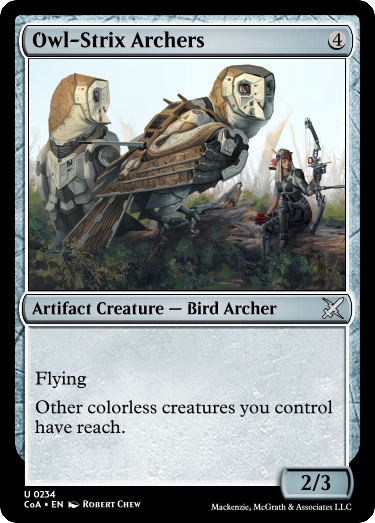 Owl-Strix Archers 4
Artifact Creature — Bird Archer
Flying
Other colorless creatures you control
have reach.
2/3
U 0234
CoA • EN Robert Chew
Mackenzie, McGrath & Associates LLC